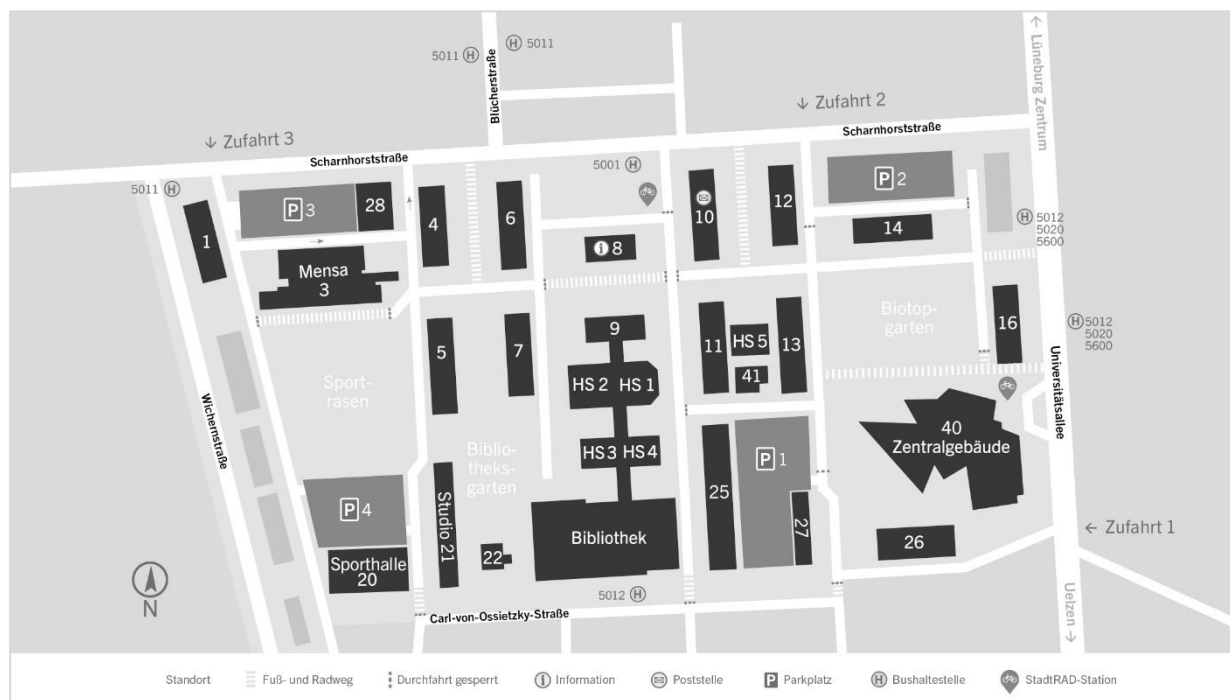 5011 H
H 5011
Blücherstraße
Lüneburg Zentrum
Zufahrt 3
Zufahrt 2
Scharnhorststraße
Scharnhorststraße
5001 H
5011 H
P 3
28
4
6
10
12
P 2
1
i 8
14
H 5012
5020
5600
Mensa
3
9
11
HS 5
13
Biotop-
garten
16
H 5012
5020
5600
5
7
HS 2
HS 1
41
Sport-
rasen
Wichernstraße
Universitätsallee
40
Zentralgebäude
Biblio-
theks-
garten
HS 3
HS 4
P 1
25
P 4
Studio 21
27
Bibliothek
26
Zufahrt 1
22
Sporthalle
20
N
5012 H
Carl-von-Ossietzky-Straße
Uelzen
Standort
Fuß- und Radweg
Durchfahrt gesperrt
i Information
Poststelle
P Parkplatz
H Bushaltestelle
StadtRAD-Station